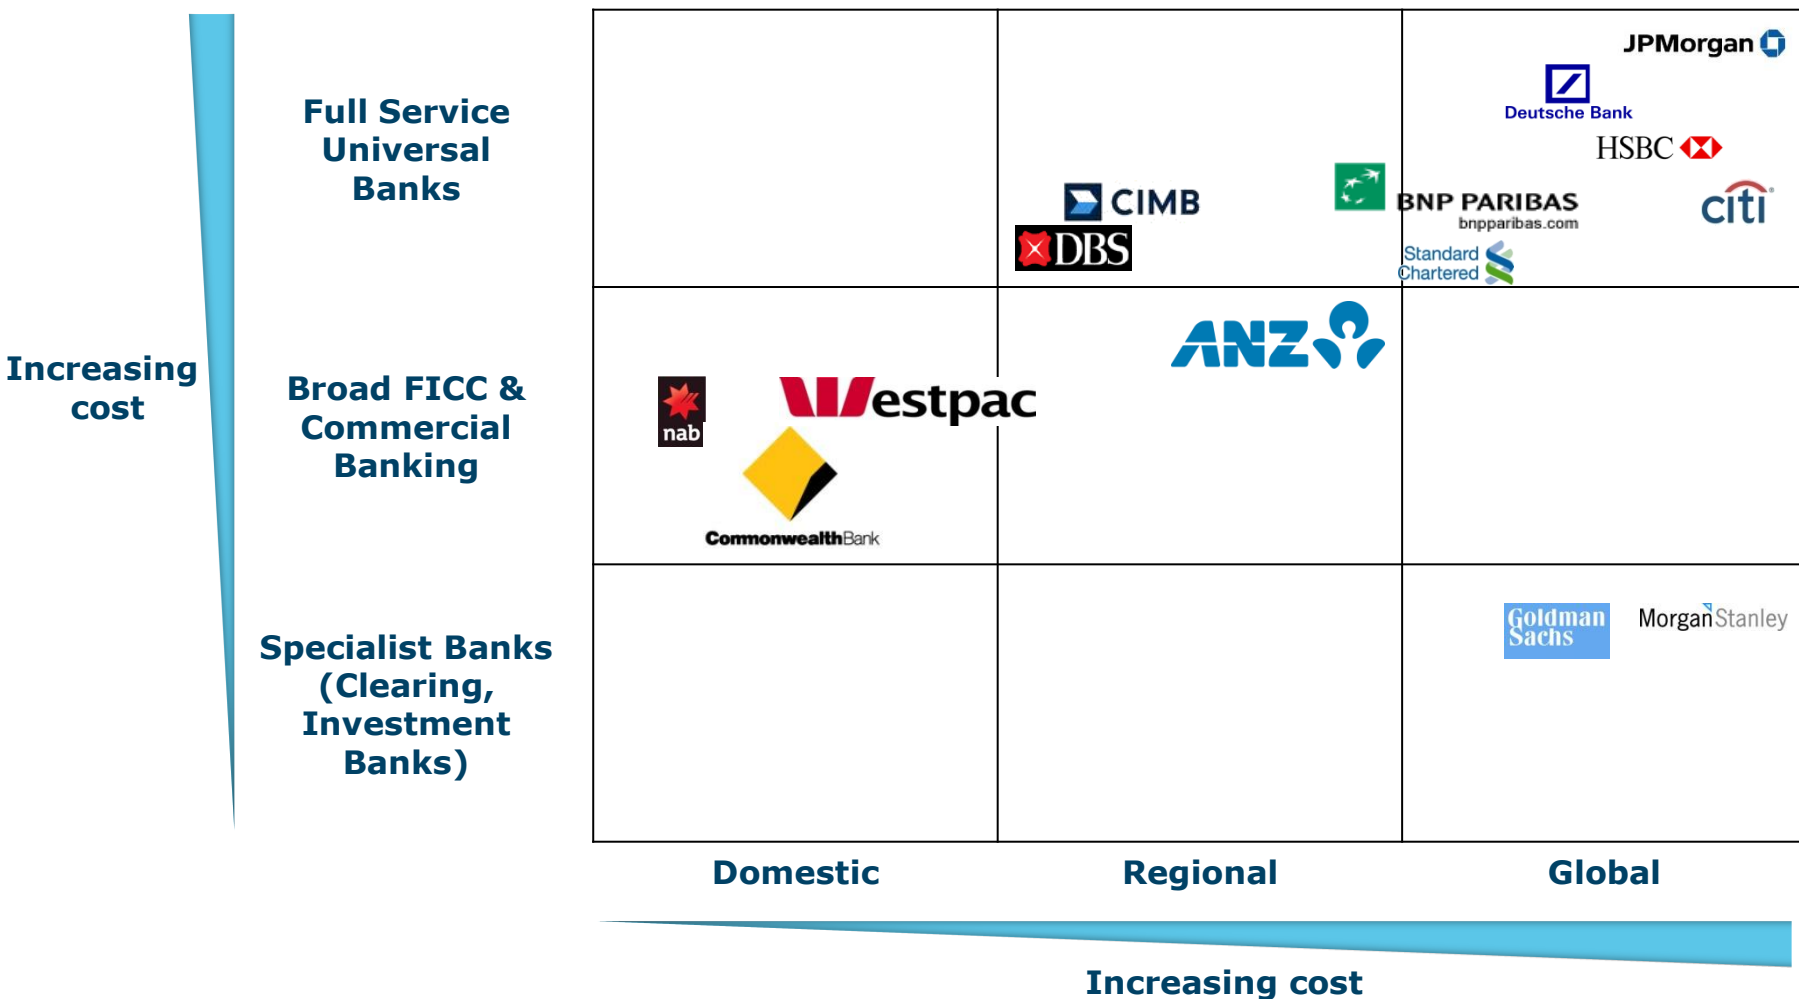 JPMorgan
Deutsche Bank
Full Service
Universal
Banks
HSBC
CIMB
BNP PARIBAS
bnpparibas.com
citi
DBS
Standard
Chartered
ANZ
Increasing
cost
Broad FICC &
Commercial
Banking
nab
Westpac
CommonwealthBank
Specialist Banks
(Clearing,
Investment
Banks)
Goldman
Sachs
MorganStanley
Domestic
Regional
Global
Increasing cost